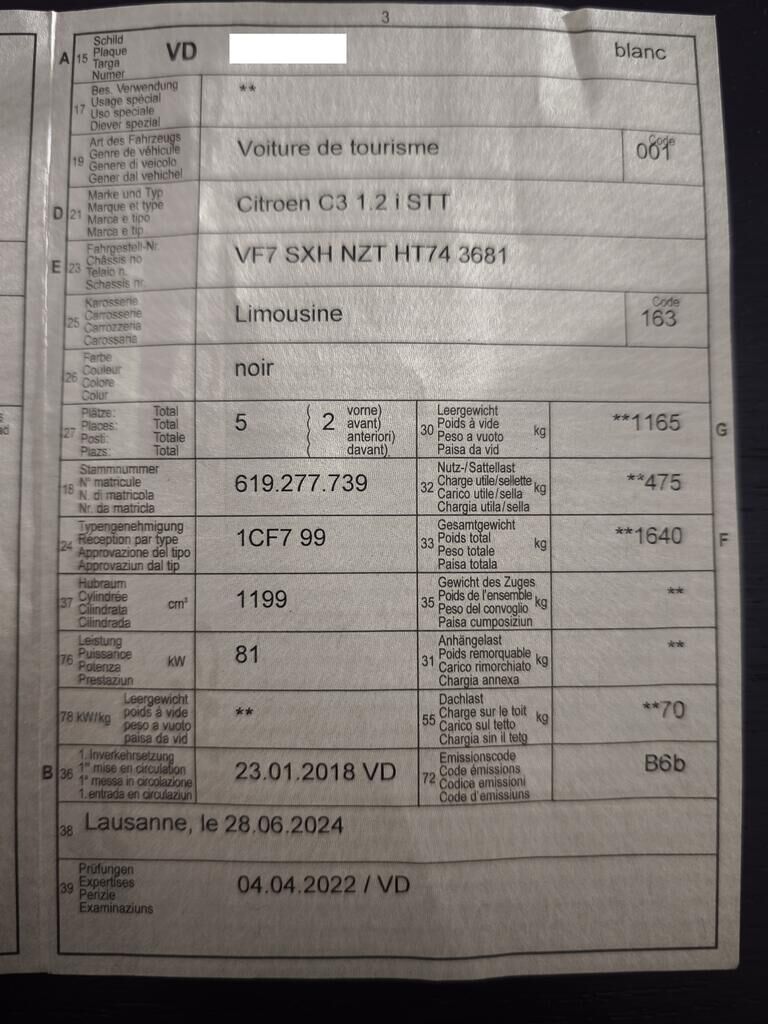 3
A 15 Schild
Plaque
Targa
Numer
VD
blanc
17 Bes. Verwendung
Usage spécial
Uso speciale
Diever spezial
**
19 Art des Fahrzeugs
Genre de véhicule
Genere di veicolo
Gener dal vehichel
Voiture de tourisme
Code
001
D 21 Marke und Typ
Marque et type
Marca e tipo
Marca e tip
Citroen C3 1.2 i STT
E 23 Fahrgestell-Nr.
Châssis no
Telaio n.
Schassis nr.
VF7 SXH NZT HT74 3681
25 Karosserie
Carrosserie
Carrozzeria
Carossaria
Limousine
Code
163
26 Farbe
Couleur
Colore
Colur
noir
27 Plätze: Total
Places: Total
Posti: Totale
Plazs: Total
5 ( 2 vorne)
avant)
anteriori)
davant)
30 Leergewicht
Poids à vide
Peso a vuoto
Paisa da vid
kg
**1165 G
18 Stammnummer
N° matricule
N. di matricola
Nr. da matricla
619.277.739
32 Nutz-/Sattellast
Charge utile/sellette
Carico utile/sella
Chargia utila/sella
kg
**475
24 Typengenehmigung
Réception par type
Approvazione del tipo
Approvaziun dal tip
1CF7 99
33 Gesamtgewicht
Poids total
Peso totale
Paisa totala
kg
**1640 F
37 Hubraum
Cylindrée
Cilindrata
Cilindrada
cm³
1199
35 Gewicht des Zuges
Poids de l'ensemble
Peso del convoglio
Paisa cumposiziun
kg
**
76 Leistung
Puissance
Potenza
Prestaziun
kW
81
31 Anhängelast
Poids remorquable
Carico rimorchiato
Chargia annexa
kg
**
78 kW/kg Leergewicht
poids à vide
peso a vuoto
paisa da vid
**
55 Dachlast
Charge sur le toit
Carico sul tetto
Chargia sin il tetg
kg
**70
B 36 1. Inverkehrsetzung
1re mise en circulation
1a messa in circolazione
1. entrada en circulaziun
23.01.2018 VD
72 Emissionscode
Code émissions
Codice emissioni
Code d'emissiuns
B6b
38 Lausanne, le 28.06.2024
39 Prüfungen
Expertises
Perizie
Examinaziuns
04.04.2022 / VD